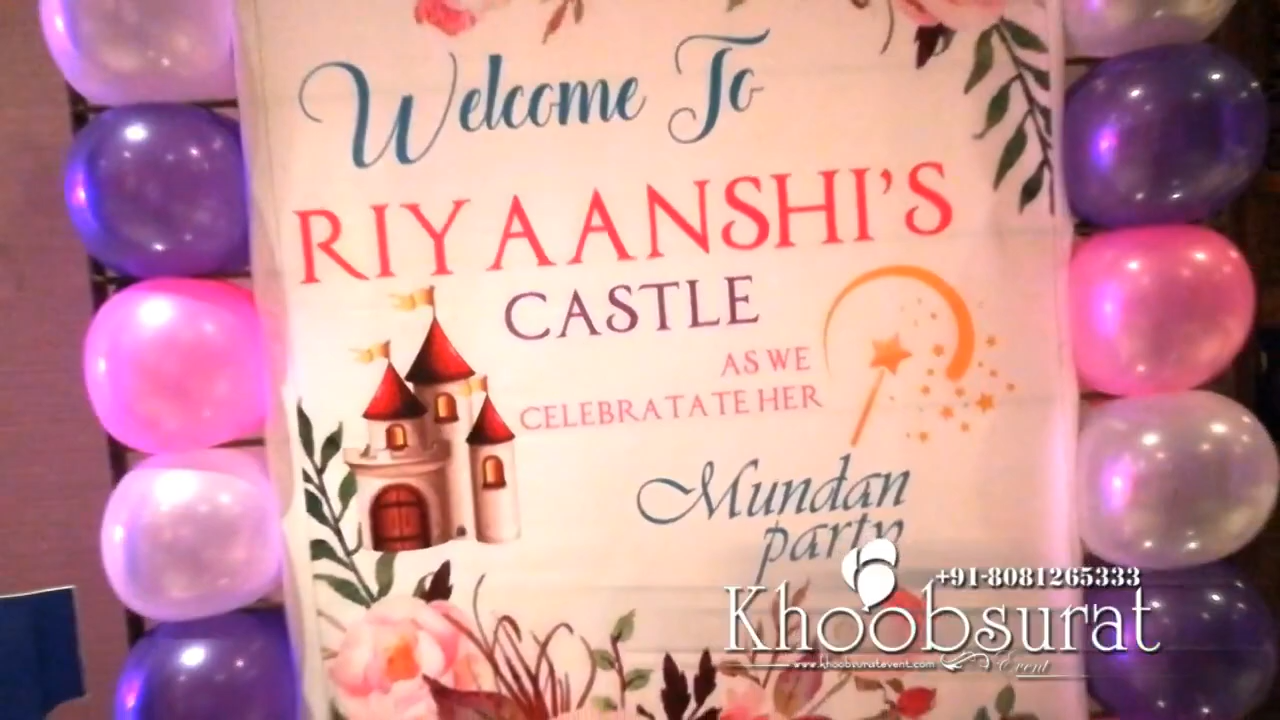 Welcome To
RIYAANSHI'S
CASTLE
AS WE
CELEBRATATE HER
Mundan
party
+91-8081265333
Khoobsurat
www.khoobsuratevent.com
Event